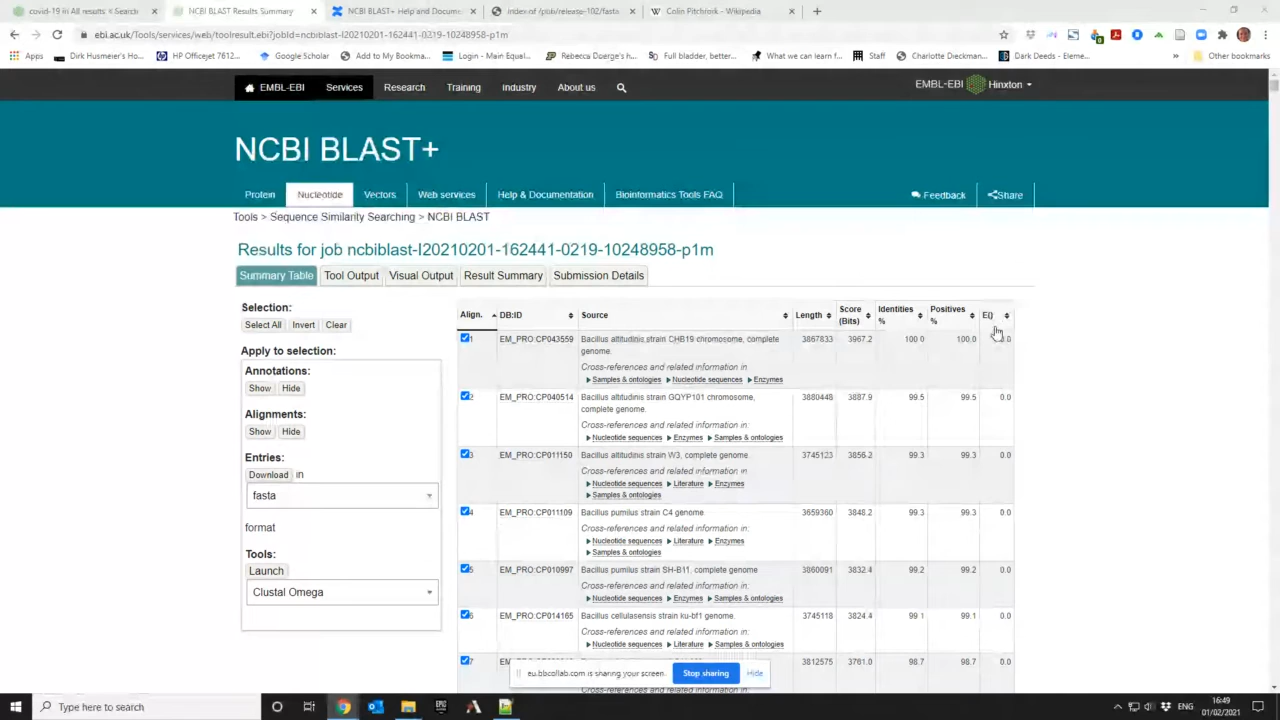 covid-19 in All results < Search
NCBI BLAST Results Summary
NCBI BLAST+ Help and Docume
Index of /pub/release-102/fasta
Colin Pitchfork - Wikipedia
ebi.ac.uk/Tools/services/web/toolresult.ebi?jobId=ncbiblast-I20210201-162441-0219-10248958-p1m
Apps
Dirk Husmeier's Ho...
HP Officejet 7612...
Google Scholar
Add to My Bookma...
Login - Main Equal...
Rebecca Doerge's h...
Full bladder, better...
What we can learn f...
Staff
Charlotte Dieckman...
Dark Deeds - Eleme...
»
Other bookmarks
EMBL-EBI Services Research Training Industry About us
EMBL-EBI Hinxton
NCBI BLAST+
Protein Nucleotide Vectors Web services Help & Documentation Bioinformatics Tools FAQ
Feedback Share
Tools > Sequence Similarity Searching > NCBI BLAST
Results for job ncbiblast-I20210201-162441-0219-10248958-p1m
Summary Table Tool Output Visual Output Result Summary Submission Details
Selection:
Select All Invert Clear
Apply to selection:
Annotations:
Show Hide
Alignments:
Show Hide
Entries:
Download in
fasta
format
Tools:
Launch
Clustal Omega
Align. DB:ID Source Length Score (Bits) Identities % Positives % E()
1 EM_PRO:CP043559 Bacillus altitudinis strain CHB19 chromosome, complete 3867833 3967.2 100.0 100.0 0.0
genome.
Cross-references and related information in
Samples & ontologies Nucleotide sequences Enzymes
2 EM_PRO:CP040514 Bacillus altitudinis strain GQYP101 chromosome, 3880448 3887.9 99.5 99.5 0.0
complete genome.
Cross-references and related information in:
Nucleotide sequences Enzymes Samples & ontologies
3 EM_PRO:CP011150 Bacillus altitudinis strain W3, complete genome. 3745123 3856.2 99.3 99.3 0.0
Cross-references and related information in:
Nucleotide sequences Literature Enzymes
Samples & ontologies
4 EM_PRO:CP011109 Bacillus pumilus strain C4 genome. 3659360 3848.2 99.3 99.3 0.0
Cross-references and related information in:
Nucleotide sequences Literature Enzymes
Samples & ontologies
5 EM_PRO:CP010997 Bacillus pumilus strain SH-B11, complete genome 3860091 3832.4 99.2 99.2 0.0
Cross-references and related information in:
Nucleotide sequences Enzymes Samples & ontologies
6 EM_PRO:CP014165 Bacillus cellulasensis strain ku-bf1 genome. 3745118 3824.4 99.1 99.1 0.0
Cross-references and related information in:
Nucleotide sequences Literature Samples & ontologies
7 3812575 3761.0 98.7 98.7 0.0
eu.bbcollab.com is sharing your screen. Stop sharing Hide
Type here to search
ENG
16:49
01/02/2021